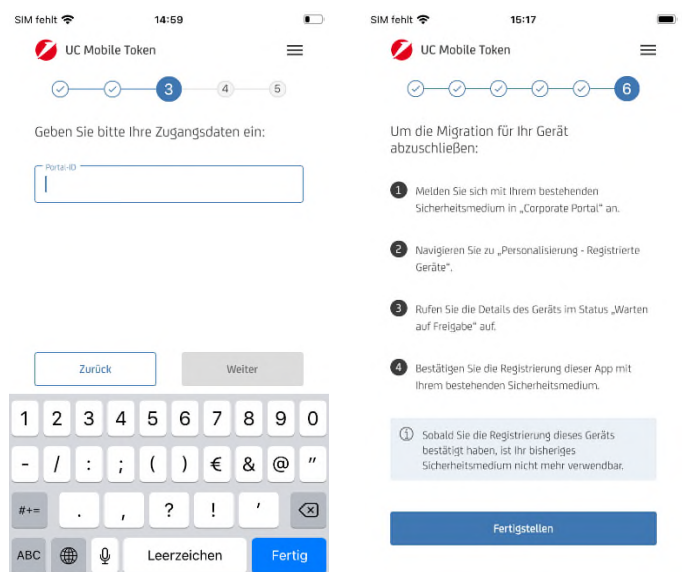 SIM fehlt 14:59
UC Mobile Token
3 4 5
Geben Sie bitte Ihre Zugangsdaten ein:
Portal-ID
Zurück Weiter
1 2 3 4 5 6 7 8 9 0
- / : ; ( ) € & @ "
#+= . , ? ! '
ABC Leerzeichen Fertig
SIM fehlt 15:17
UC Mobile Token
6
Um die Migration für Ihr Gerät
abzuschließen:
1 Melden Sie sich mit Ihrem bestehenden
Sicherheitsmedium in „Corporate Portal“ an.
2 Navigieren Sie zu „Personalisierung - Registrierte
Geräte“.
3 Rufen Sie die Details des Geräts im Status „Warten
auf Freigabe“ auf.
4 Bestätigen Sie die Registrierung dieser App mit
Ihrem bestehenden Sicherheitsmedium.
Sobald Sie die Registrierung dieses Geräts
bestätigt haben, ist Ihr bisheriges
Sicherheitsmedium nicht mehr verwendbar.
Fertigstellen